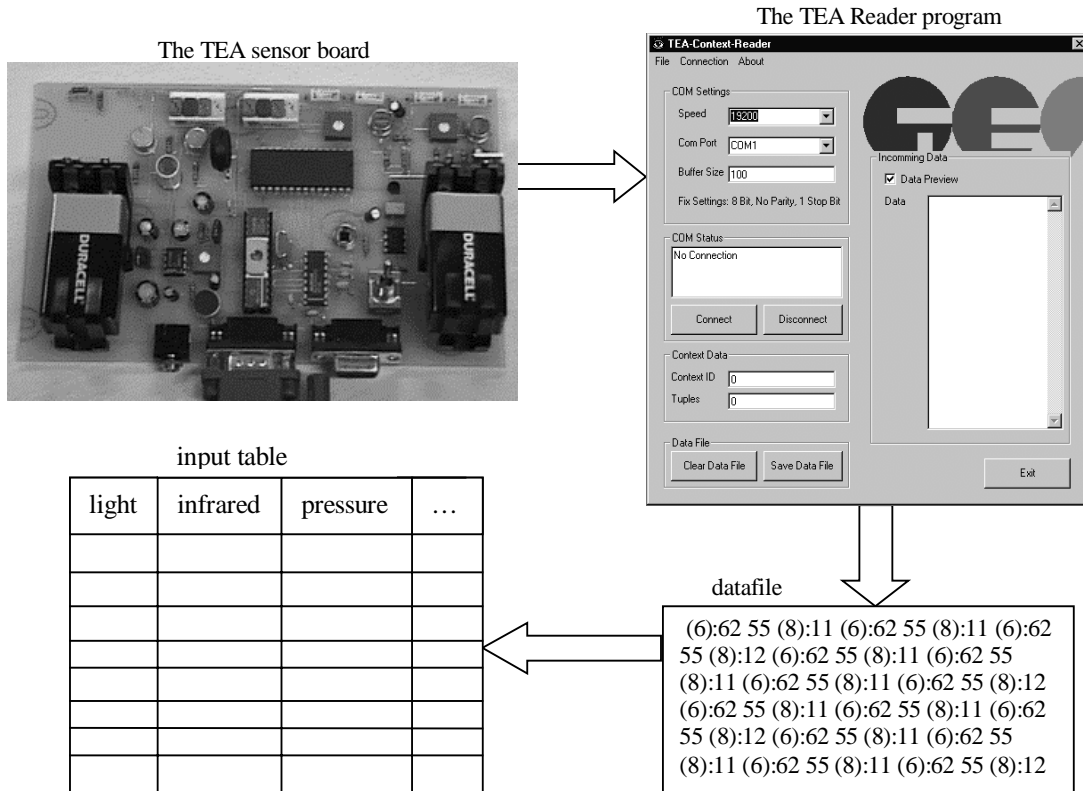 The TEA sensor board
DURACELL
DURACELL
The TEA Reader program
TEA-Context-Reader
File Connection About
COM Settings
Speed 19200
Com Port COM1
Buffer Size 100
Fix Settings: 8 Bit, No Parity, 1 Stop Bit
COM Status
No Connection
Connect Disconnect
Context Data
Context ID 0
Tuples 0
Data File
Clear Data File Save Data File
Incomming Data
Data Preview
Data
Exit
input table
light infrared pressure …
datafile
(6):62 55 (8):11 (6):62 55 (8):11 (6):62
55 (8):12 (6):62 55 (8):11 (6):62 55
(8):11 (6):62 55 (8):11 (6):62 55 (8):12
(6):62 55 (8):11 (6):62 55 (8):11 (6):62
55 (8):12 (6):62 55 (8):11 (6):62 55
(8):11 (6):62 55 (8):11 (6):62 55 (8):12